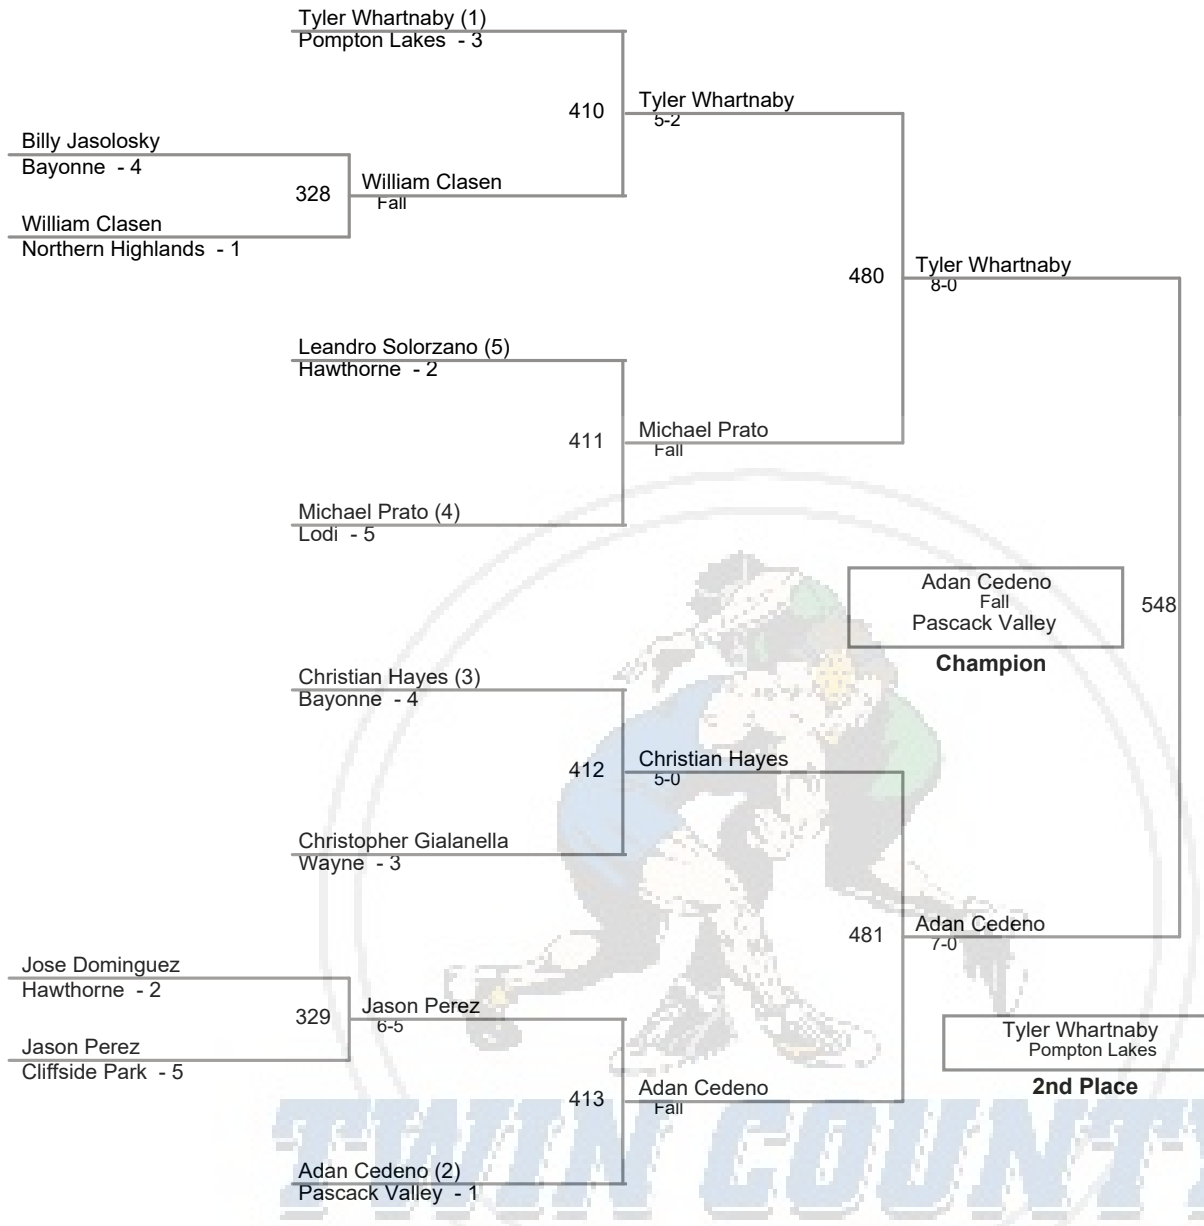 Tyler Whartnaby (1)
Pompton Lakes - 3
410
Tyler Whartnaby
5-2
Billy Jasolosky
Bayonne - 4
328
William Clasen
Fall
William Clasen
Northern Highlands - 1
480
Tyler Whartnaby
8-0
Leandro Solorzano (5)
Hawthorne - 2
411
Michael Prato
Fall
Michael Prato (4)
Lodi - 5
Adan Cedeno
Fall
Pascack Valley
548
Champion
Christian Hayes (3)
Bayonne - 4
412
Christian Hayes
5-0
Christopher Gialanella
Wayne - 3
481
Adan Cedeno
7-0
Jose Dominguez
Hawthorne - 2
329
Jason Perez
6-5
Jason Perez
Cliffside Park - 5
Tyler Whartnaby
Pompton Lakes
2nd Place
413
Adan Cedeno
Fall
Adan Cedeno (2)
Pascack Valley - 1
TWIN COUNTY